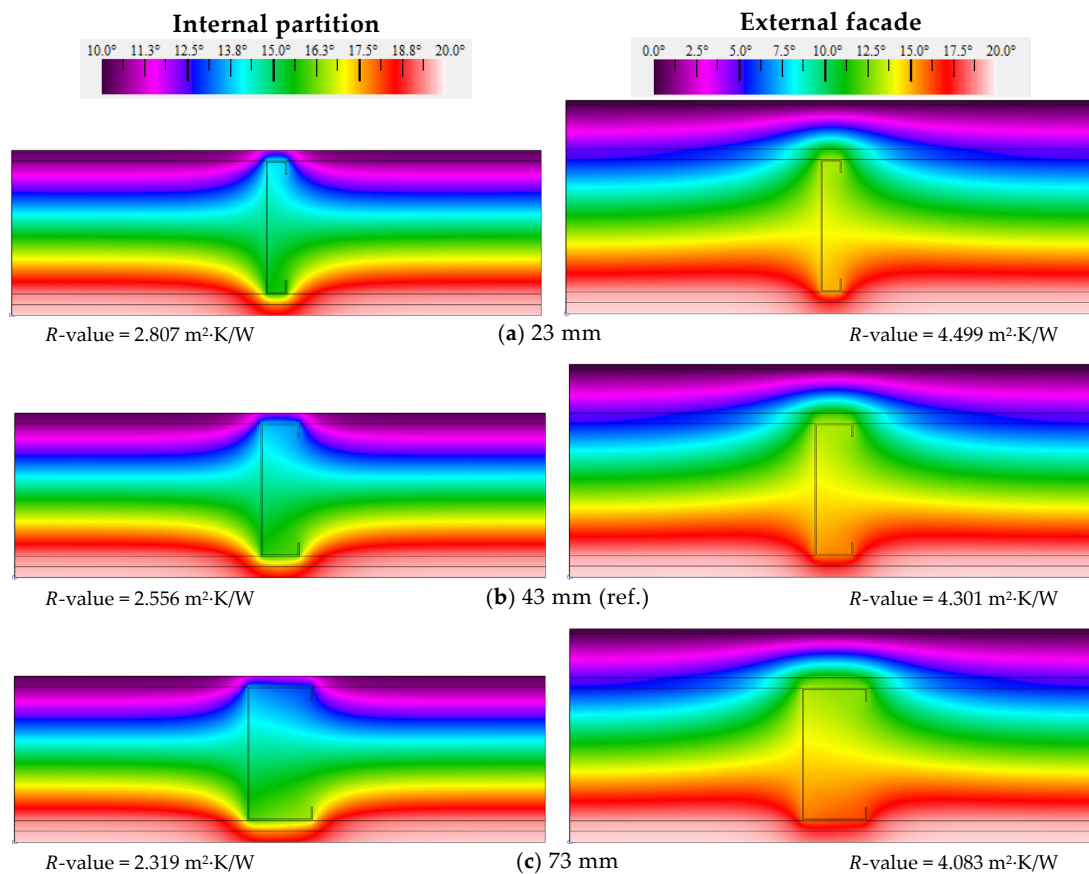 Internal partition
External facade
10.0° 11.3° 12.5° 13.8° 15.0° 16.3° 17.5° 18.8° 20.0°
0.0° 2.5° 5.0° 7.5° 10.0° 12.5° 15.0° 17.5° 20.0°
R-value = 2.807 m²·K/W
(a) 23 mm
R-value = 4.499 m²·K/W
R-value = 2.556 m²·K/W
(b) 43 mm (ref.)
R-value = 4.301 m²·K/W
R-value = 2.319 m²·K/W
(c) 73 mm
R-value = 4.083 m²·K/W